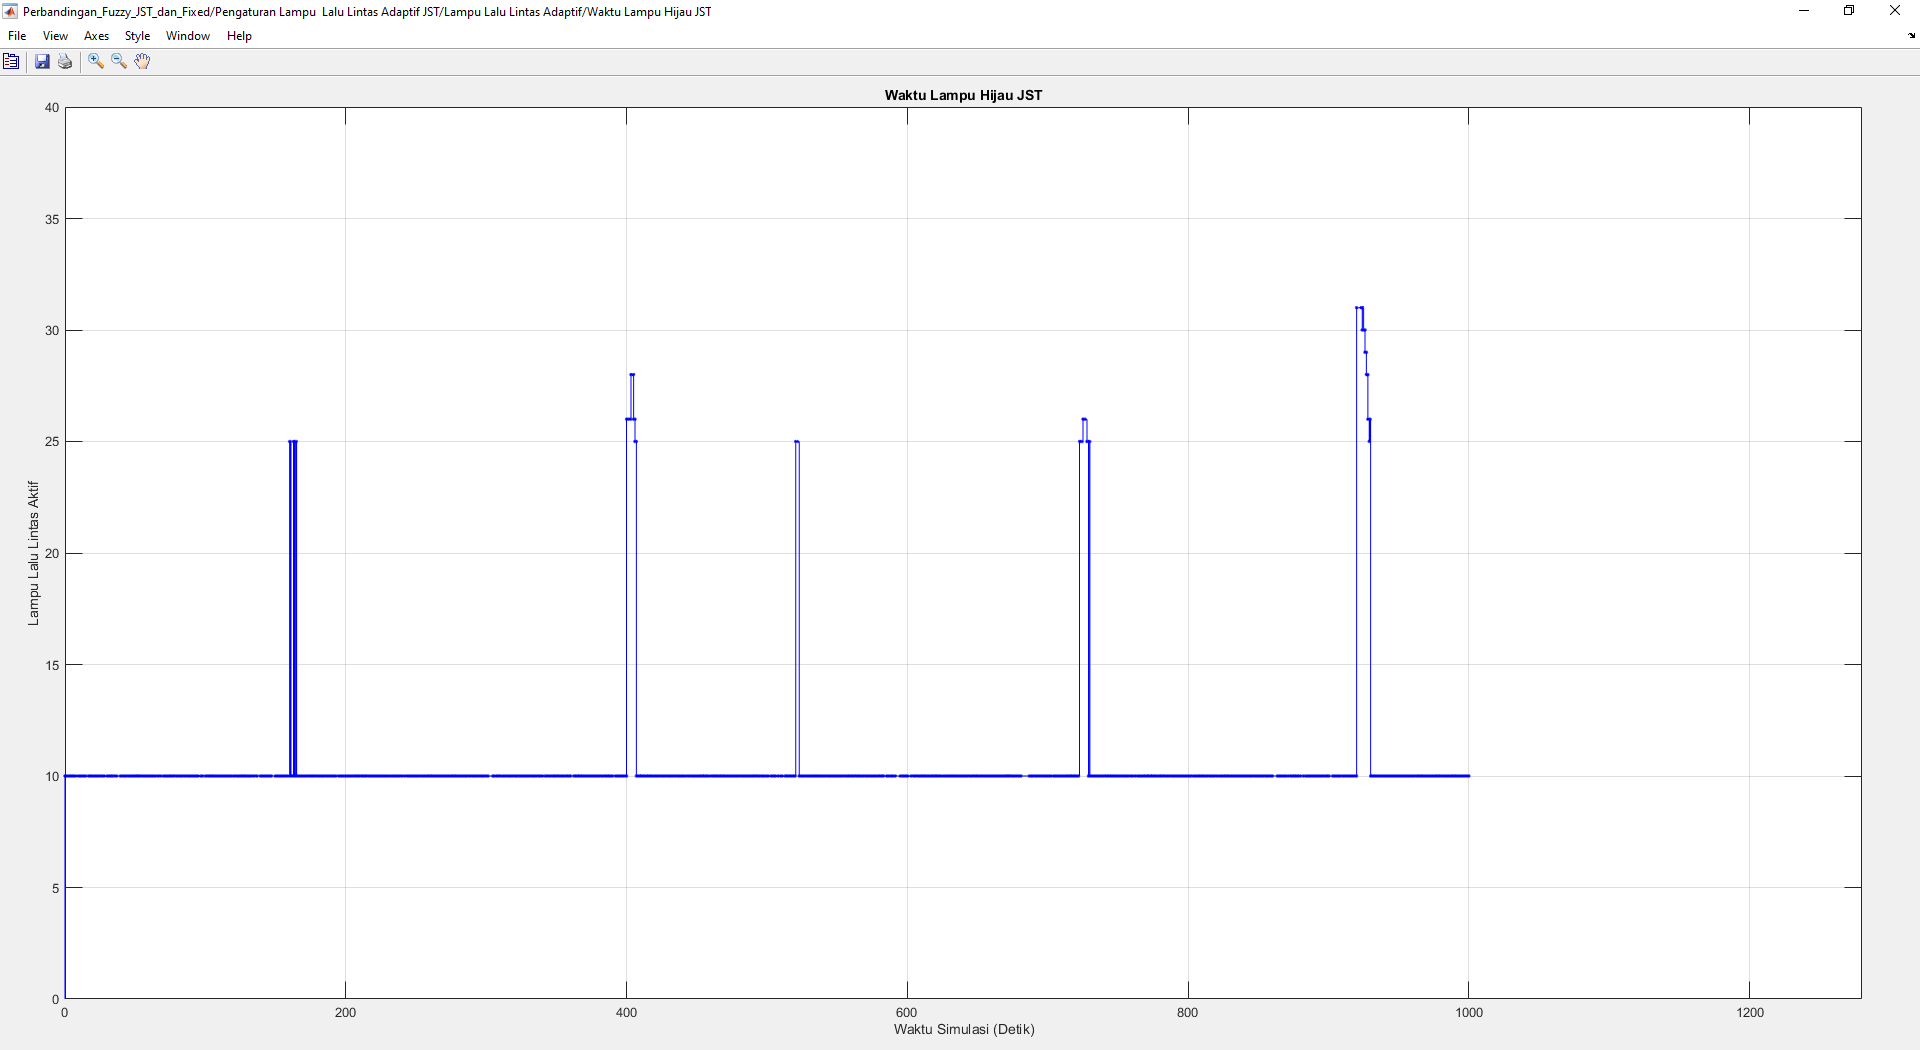 Perbandingan_Fuzzy_JST_dan_Fixed/Pengaturan Lampu  Lalu Lintas Adaptif JST/Lampu Lalu Lintas Adaptif/Waktu Lampu Hijau JST
File View Axes Style Window Help
Waktu Lampu Hijau JST
40
35
30
25
20
15
10
5
0
Lampu Lalu Lintas Aktif
0 200 400 600 800 1000 1200
Waktu Simulasi (Detik)